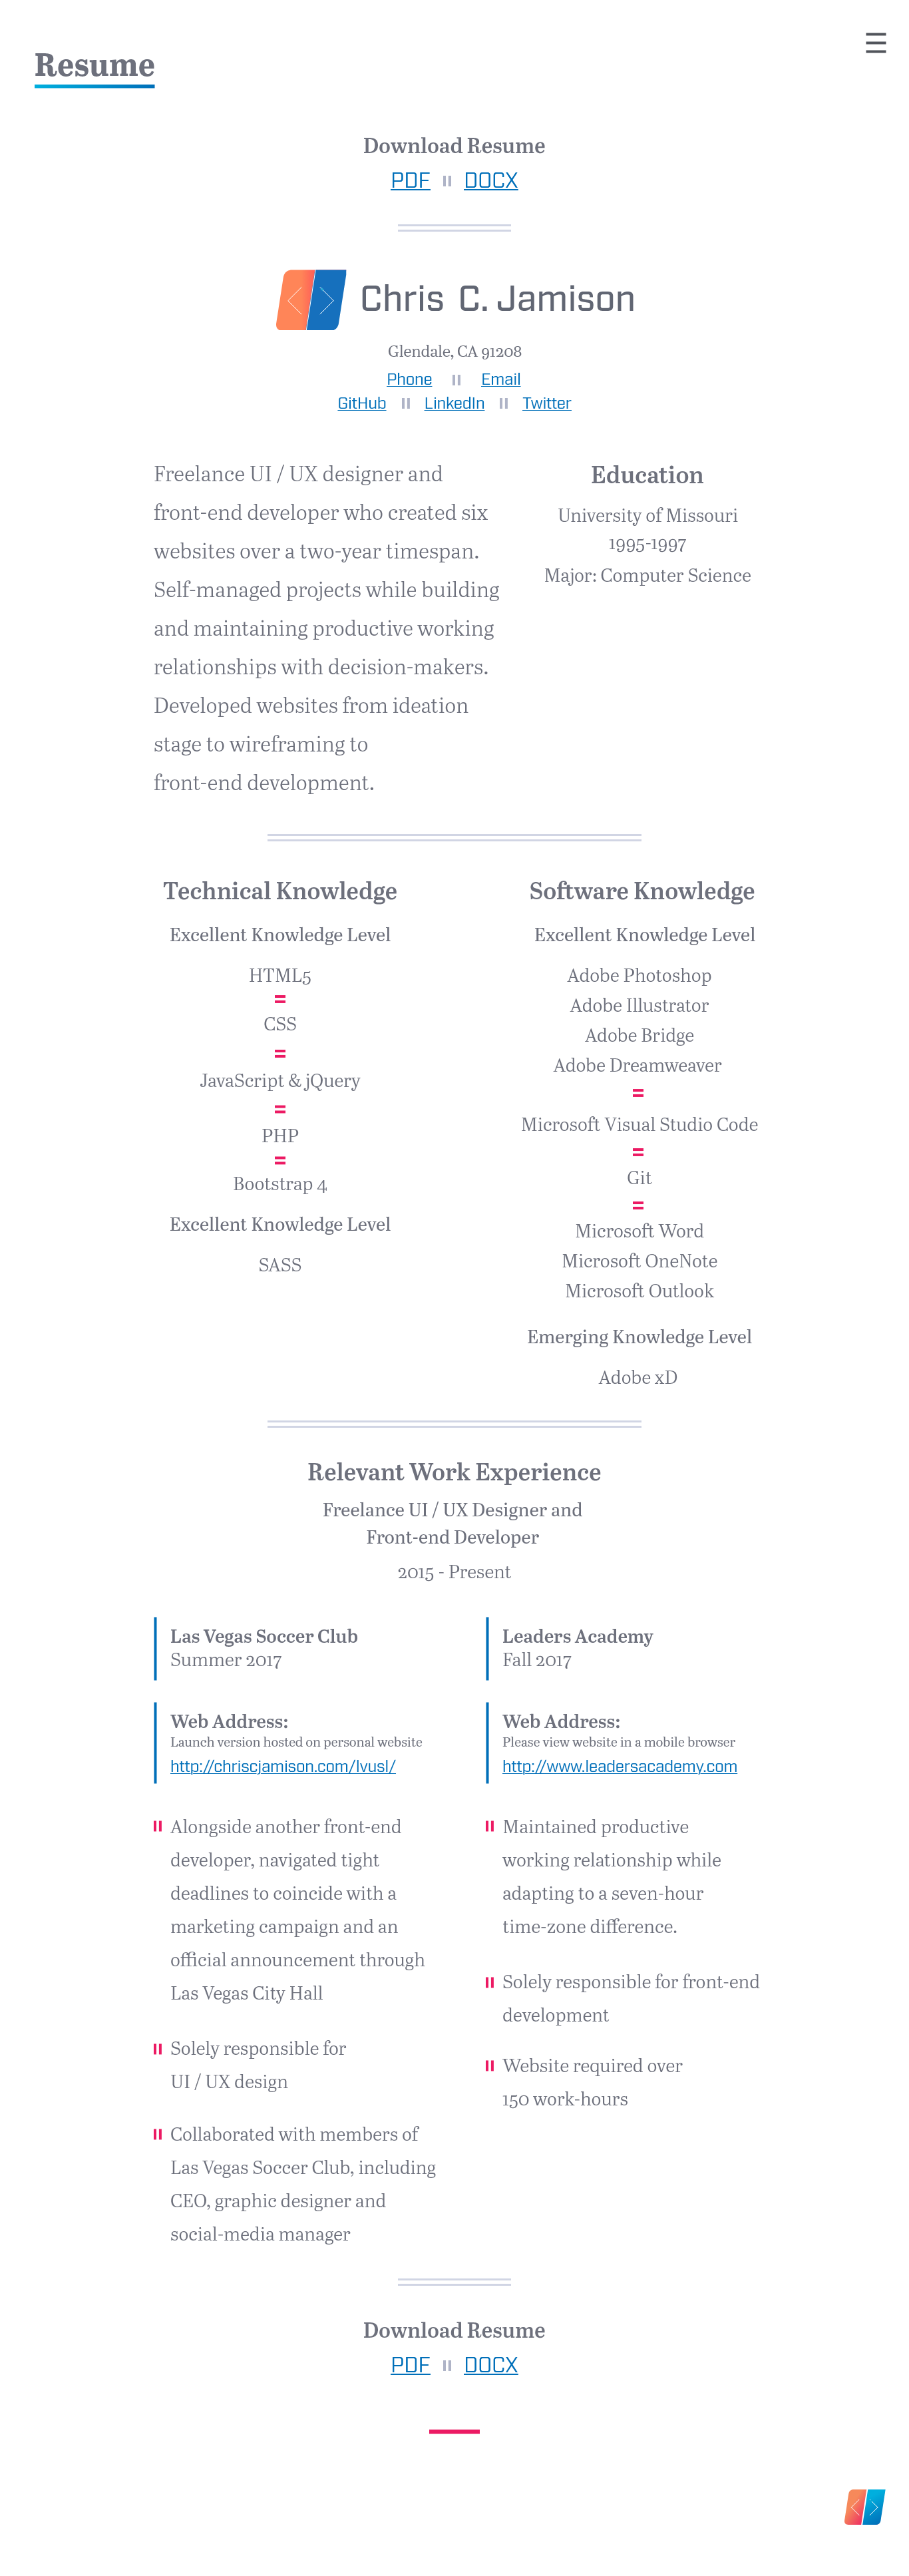 Resume
Download Resume
PDF DOCX
Chris C. Jamison
Glendale, CA 91208
Phone Email
GitHub LinkedIn Twitter
Freelance UI / UX designer and
front-end developer who created six
websites over a two-year timespan.
Self-managed projects while building
and maintaining productive working
relationships with decision-makers.
Developed websites from ideation
stage to wireframing to
front-end development.
Education
University of Missouri
1995-1997
Major: Computer Science
Technical Knowledge
Excellent Knowledge Level
HTML5
CSS
JavaScript & jQuery
PHP
Bootstrap 4
Excellent Knowledge Level
SASS
Software Knowledge
Excellent Knowledge Level
Adobe Photoshop
Adobe Illustrator
Adobe Bridge
Adobe Dreamweaver
Microsoft Visual Studio Code
Git
Microsoft Word
Microsoft OneNote
Microsoft Outlook
Emerging Knowledge Level
Adobe xD
Relevant Work Experience
Freelance UI / UX Designer and
Front-end Developer
2015 - Present
Las Vegas Soccer Club
Summer 2017
Web Address:
Launch version hosted on personal website
http://chriscjamison.com/lvusl/
Alongside another front-end
developer, navigated tight
deadlines to coincide with a
marketing campaign and an
official announcement through
Las Vegas City Hall
Solely responsible for
UI / UX design
Collaborated with members of
Las Vegas Soccer Club, including
CEO, graphic designer and
social-media manager
Leaders Academy
Fall 2017
Web Address:
Please view website in a mobile browser
http://www.leadersacademy.com
Maintained productive
working relationship while
adapting to a seven-hour
time-zone difference.
Solely responsible for front-end
development
Website required over
150 work-hours
Download Resume
PDF DOCX